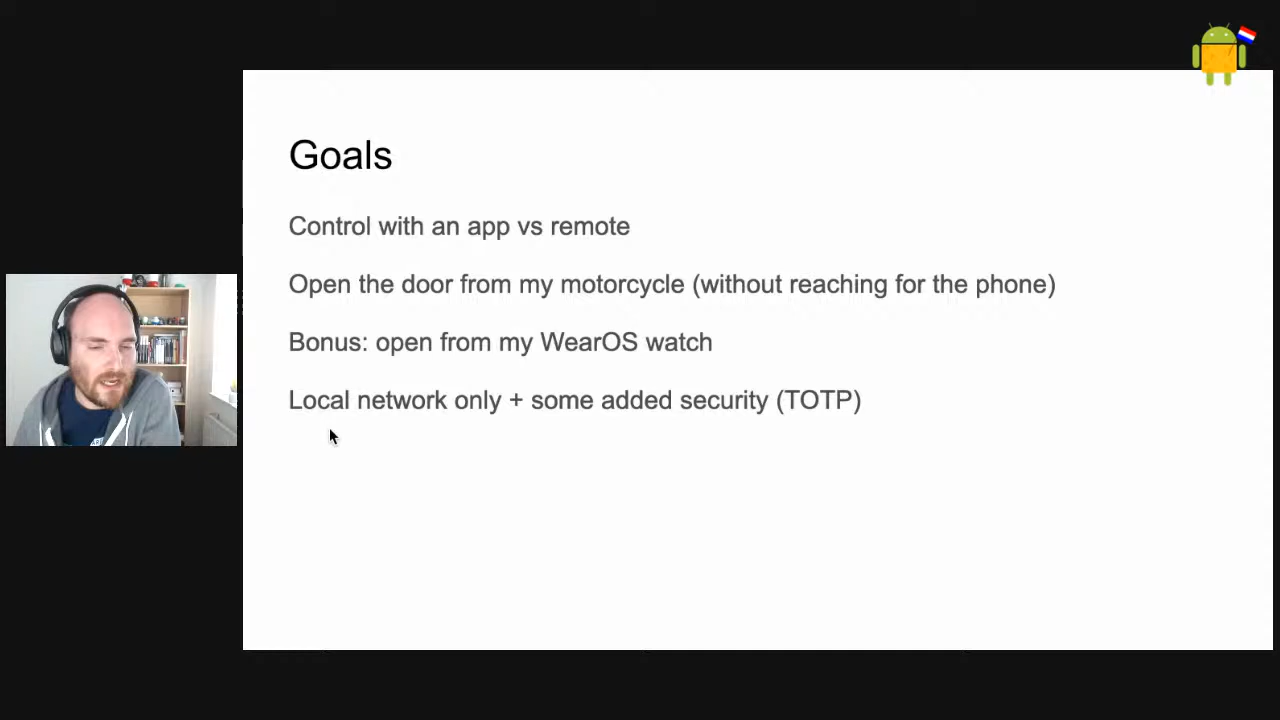 Goals
Control with an app vs remote
Open the door from my motorcycle (without reaching for the phone)
Bonus: open from my WearOS watch
Local network only + some added security (TOTP)